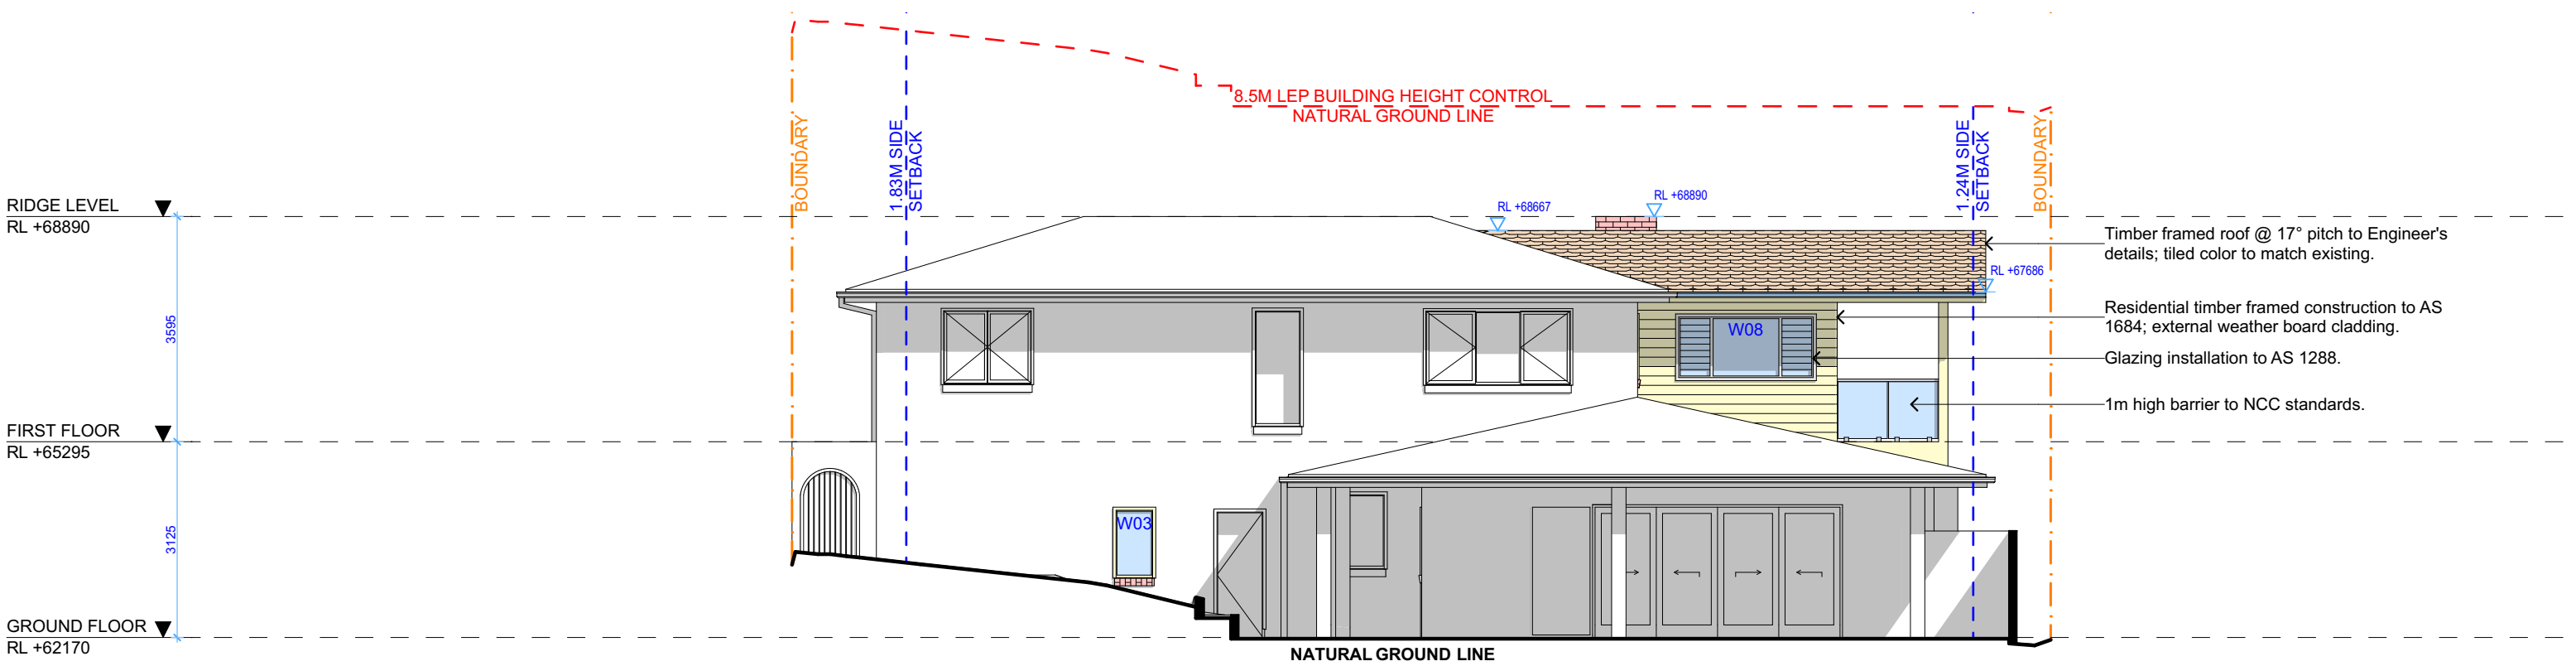 8.5M LEP BUILDING HEIGHT CONTROL
NATURAL GROUND LINE
BOUNDARY
1.83M SIDE
SETBACK
1.24M SIDE
SETBACK
BOUNDARY
RIDGE LEVEL
RL +68890
RL +68667
RL +68890
RL +67686
Timber framed roof @ 17° pitch to Engineer's
details; tiled color to match existing.
Residential timber framed construction to AS
1684; external weather board cladding.
Glazing installation to AS 1288.
1m high barrier to NCC standards.
W08
3595
FIRST FLOOR
RL +65295
W03
3125
GROUND FLOOR
RL +62170
NATURAL GROUND LINE